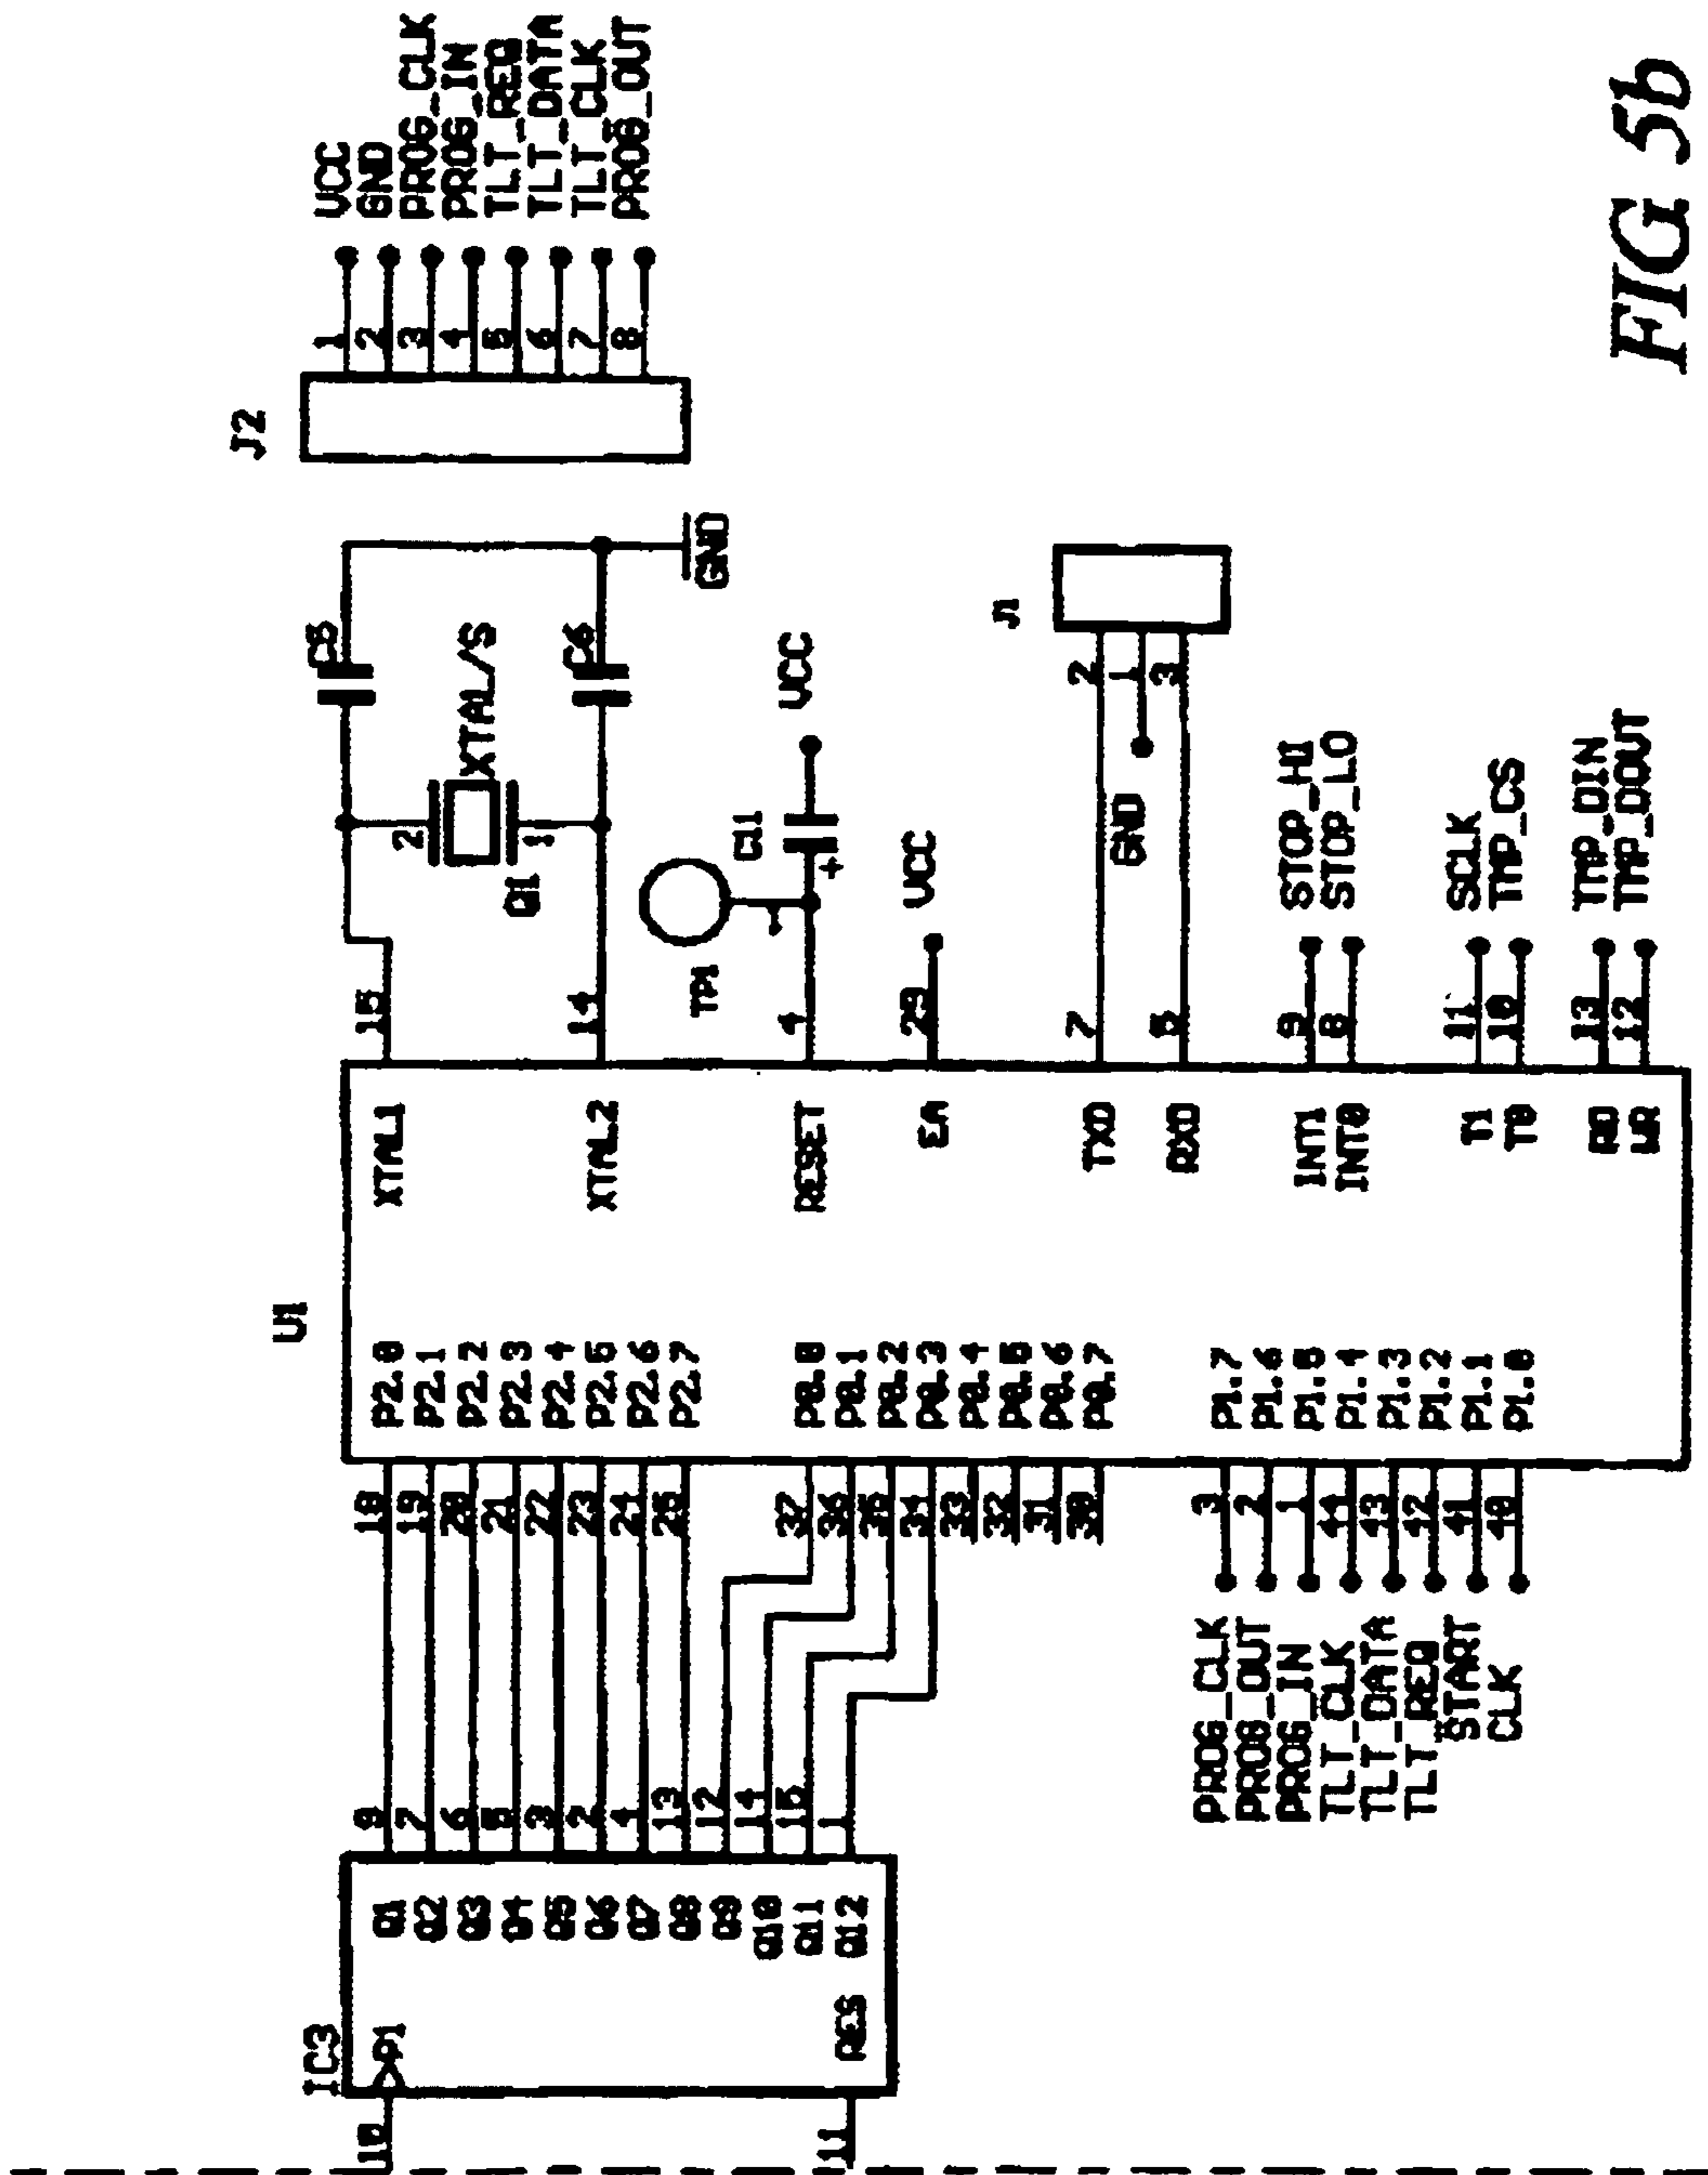 IC3
10
11
φ1
RES
Q1
Q2
Q3
Q4
Q5
Q6
Q7
Q8
Q9
Q10
Q11
Q12
9
7
6
5
3
2
4
13
12
14
15
1
18
19
20
21
22
23
24
25
37
36
35
34
33
32
31
30
PROG_CLK
PROG_OUT
PROG_IN
TLT_CLK
TLT_DATA
TLT_REQ
START
CLK
3
2
1
44
43
42
41
40
U1
P2.0
P2.1
P2.2
P2.3
P2.4
P2.5
P2.6
P2.7
P0.0
P0.1
P0.2
P0.3
P0.4
P0.5
P0.6
P0.7
P1.7
P1.6
P1.5
P1.4
P1.3
P1.2
P1.1
P1.0
XTAL1
XTAL2
RESET
EA
TXD
RXD
INT1
INT0
T1
T0
RD
WR
15
14
4
29
7
5
9
8
11
10
13
12
Q1
2
1
XTAL/S
C5
C6
GND
TP1
C11
+
VCC
VCC
GND
2
1
3
J1
STOP_HI
STOP_LO
SCLK
TMP_CS
TMP_DIN
TMP_DOUT
J2
1
2
3
4
5
6
7
8
VCC
GND
PROG_CLK
PROG_IN
TLT_REQ
TLT_DATA
TLT_CLK
PROG_OUT
FIG 5b